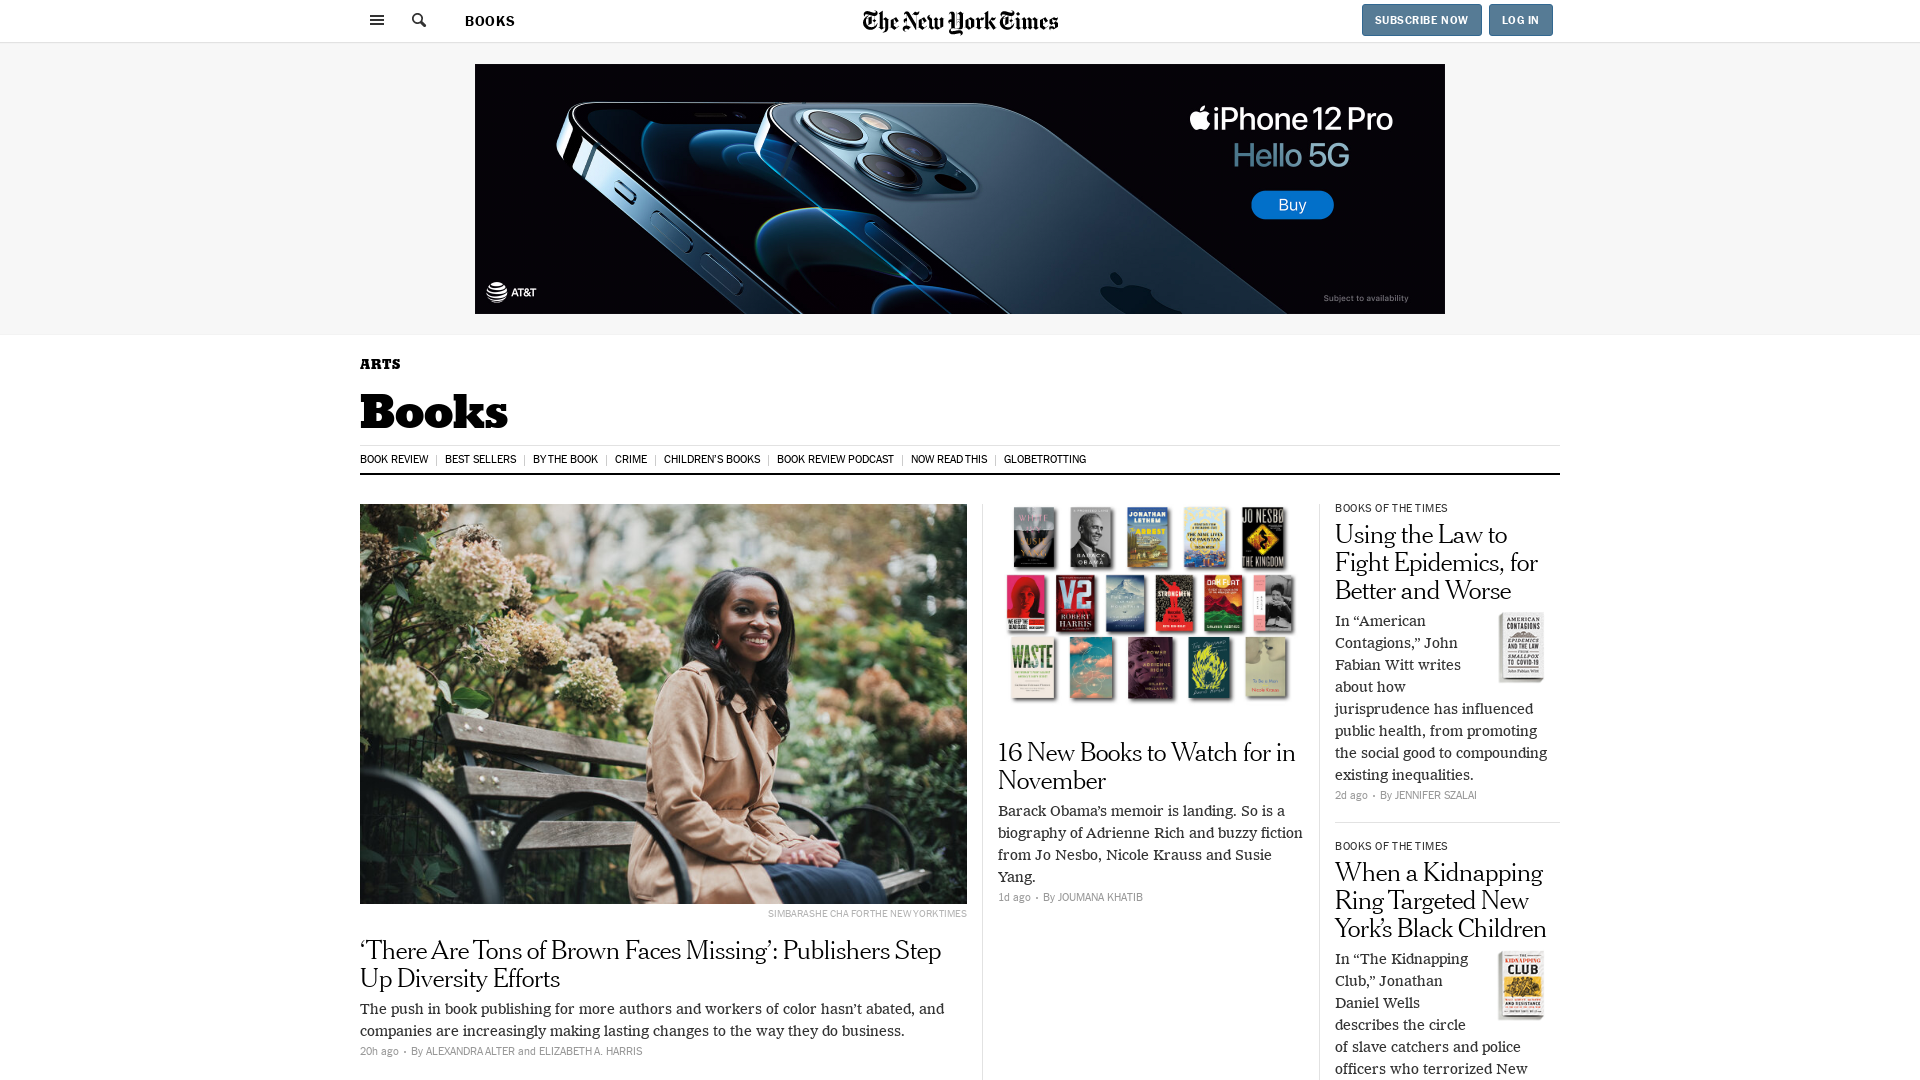 BOOKS
The New York Times
SUBSCRIBE NOW
LOG IN
iPhone 12 Pro
Hello 5G
Buy
AT&T
Subject to availability
ARTS
Books
BOOK REVIEW
BEST SELLERS
BY THE BOOK
CRIME
CHILDREN'S BOOKS
BOOK REVIEW PODCAST
NOW READ THIS
GLOBETROTTING
SIMBARASHE CHA FOR THE NEW YORK TIMES
‘There Are Tons of Brown Faces Missing’: Publishers Step
Up Diversity Efforts
The push in book publishing for more authors and workers of color hasn’t abated, and
companies are increasingly making lasting changes to the way they do business.
20h ago • By ALEXANDRA ALTER and ELIZABETH A. HARRIS
BARACK
OBAMA
JONATHAN
LETHEM
JO NESBO
THE KINGDOM
V2
ROBERT
HARRIS
STRONGMEN
OAK FLAT
WASTE
16 New Books to Watch for in
November
Barack Obama’s memoir is landing. So is a
biography of Adrienne Rich and buzzy fiction
from Jo Nesbo, Nicole Krauss and Susie
Yang.
1d ago • By JOUMANA KHATIB
BOOKS OF THE TIMES
Using the Law to
Fight Epidemics, for
Better and Worse
In “American
Contagions,” John
Fabian Witt writes
about how
jurisprudence has influenced
public health, from promoting
the social good to compounding
existing inequalities.
AMERICAN
CONTAGIONS
EPIDEMICS
AND THE LAW
FROM
SMALLPOX
TO COVID-19
John Fabian Witt
2d ago • By JENNIFER SZALAI
BOOKS OF THE TIMES
When a Kidnapping
Ring Targeted New
York’s Black Children
In “The Kidnapping
Club,” Jonathan
Daniel Wells
describes the circle
of slave catchers and police
officers who terrorized New
THE
KIDNAPPING
CLUB